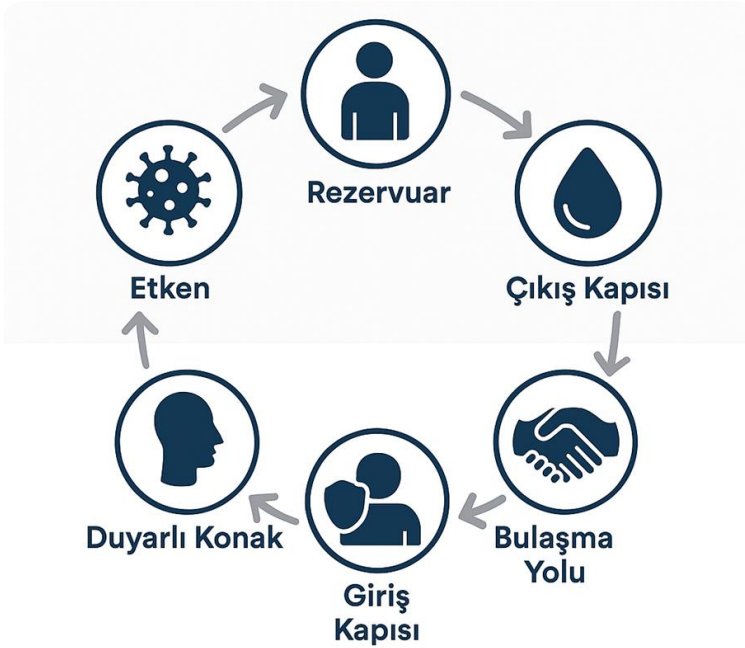 Rezervuar
Etken
Çıkış Kapısı
Duyarlı Konak
Bulaşma
Yolu
Giriş
Kapısı